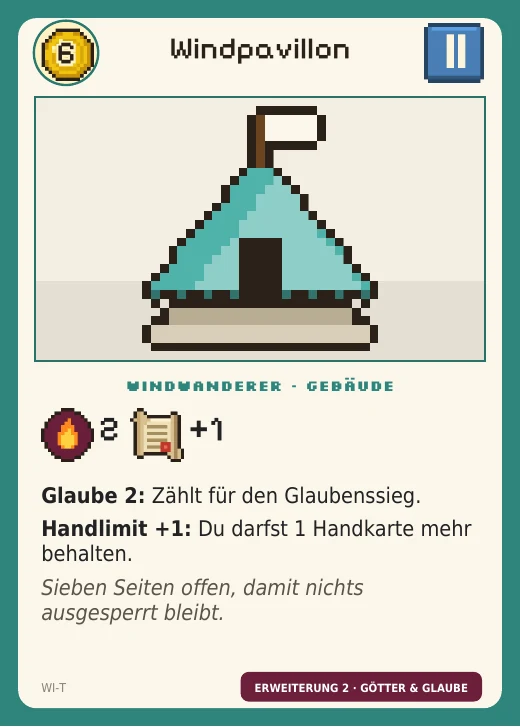 6
Windpavillon
II
WINDWANDERER · GEBÄUDE
2 +1
Glaube 2: Zählt für den Glaubenssieg.
Handlimit +1: Du darfst 1 Handkarte mehr
behalten.
Sieben Seiten offen, damit nichts
ausgesperrt bleibt.
WI-T
ERWEITERUNG 2 · GÖTTER & GLAUBE